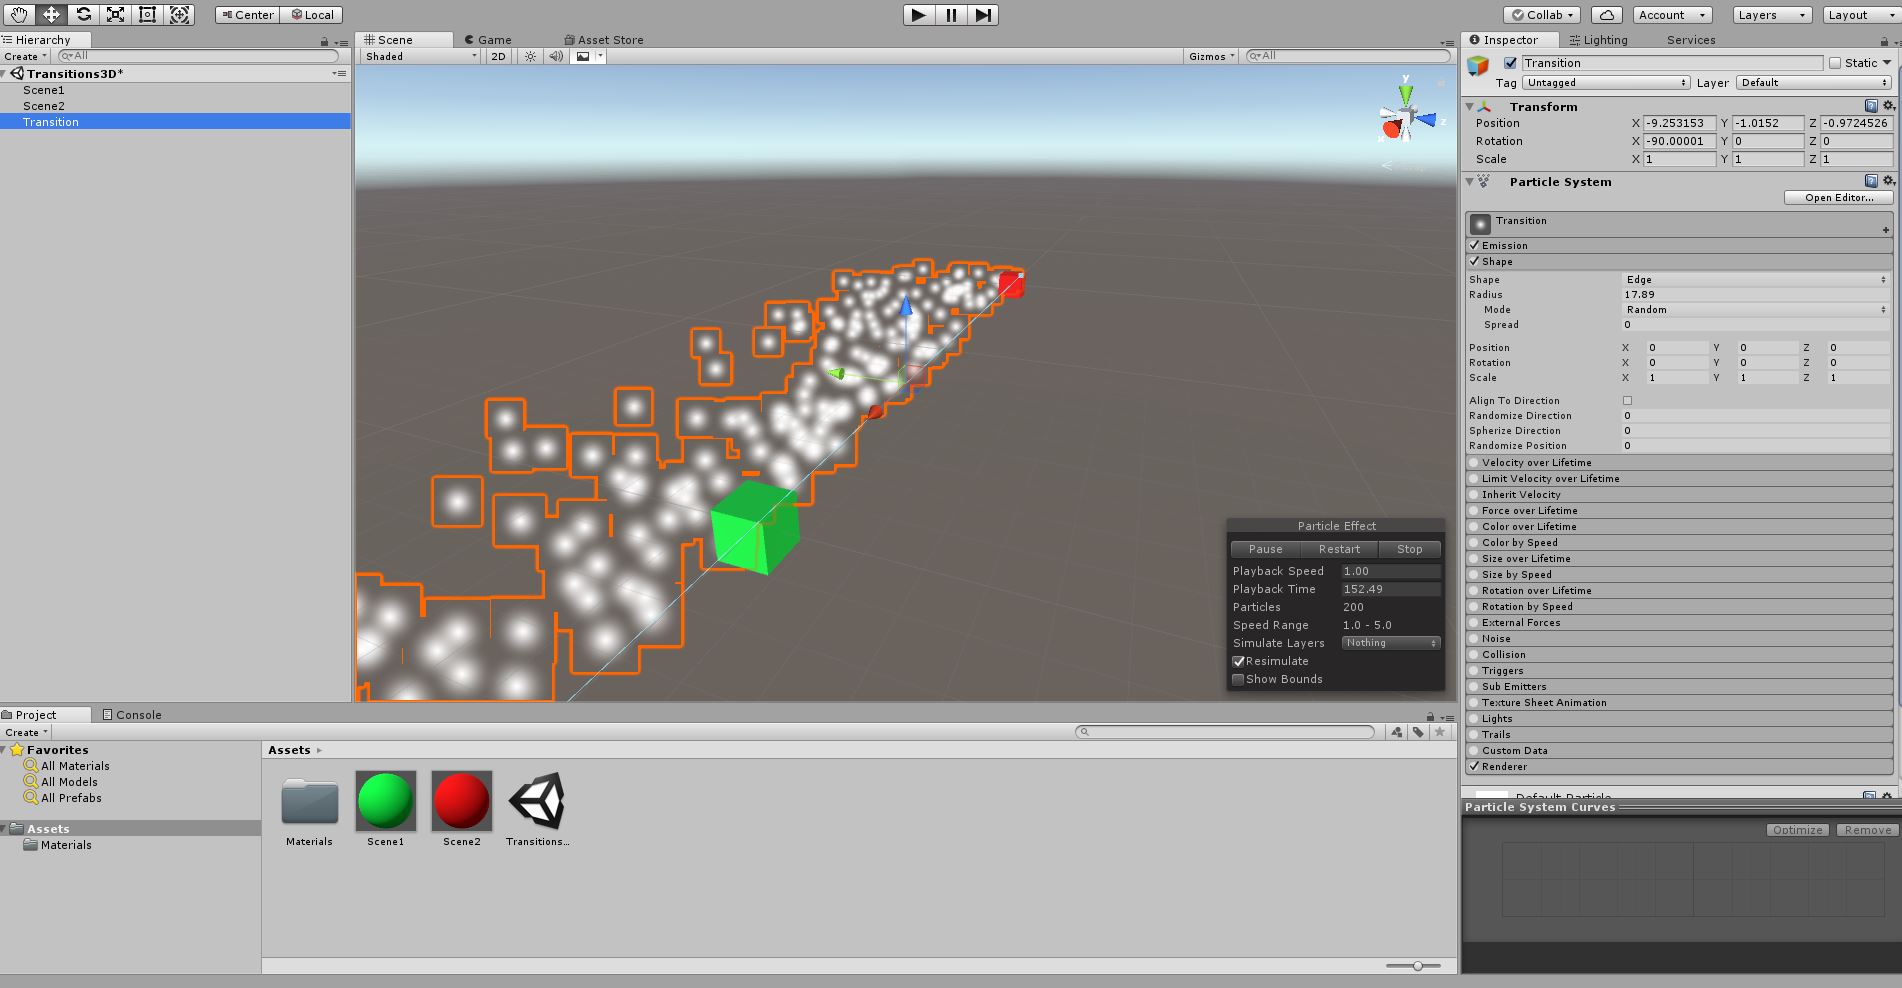 Center Local
Collab Account Layers Layout
Hierarchy
Create All
Transitions3D*
Scene1
Scene2
Transition
Scene Game Asset Store
Shaded 2D Gizmos All
y
z
x
Inspector Lighting Services
Transition Static
Tag Untagged Layer Default
Transform
Position X -9.253153 Y -1.0152 Z -0.9724526
Rotation X -90.00001 Y 0 Z 0
Scale X 1 Y 1 Z 1
Particle System
Open Editor...
Transition
Emission
Shape
Shape Edge
Radius 17.89
Mode Random
Spread 0
Position X 0 Y 0 Z 0
Rotation X 0 Y 0 Z 0
Scale X 1 Y 1 Z 1
Align To Direction
Randomize Direction 0
Spherize Direction 0
Randomize Position 0
Velocity over Lifetime
Limit Velocity over Lifetime
Inherit Velocity
Force over Lifetime
Color over Lifetime
Color by Speed
Size over Lifetime
Size by Speed
Rotation over Lifetime
Rotation by Speed
External Forces
Noise
Collision
Triggers
Sub Emitters
Texture Sheet Animation
Lights
Trails
Custom Data
Renderer
Default-Particle
Particle System Curves
Optimize Remove
Particle Effect
Pause Restart Stop
Playback Speed 1.00
Playback Time 152.49
Particles 200
Speed Range 1.0 - 5.0
Simulate Layers Nothing
Resimulate
Show Bounds
Project Console
Create
Favorites
All Materials
All Models
All Prefabs
Assets
Materials
Assets
Materials Scene1 Scene2 Transitions...